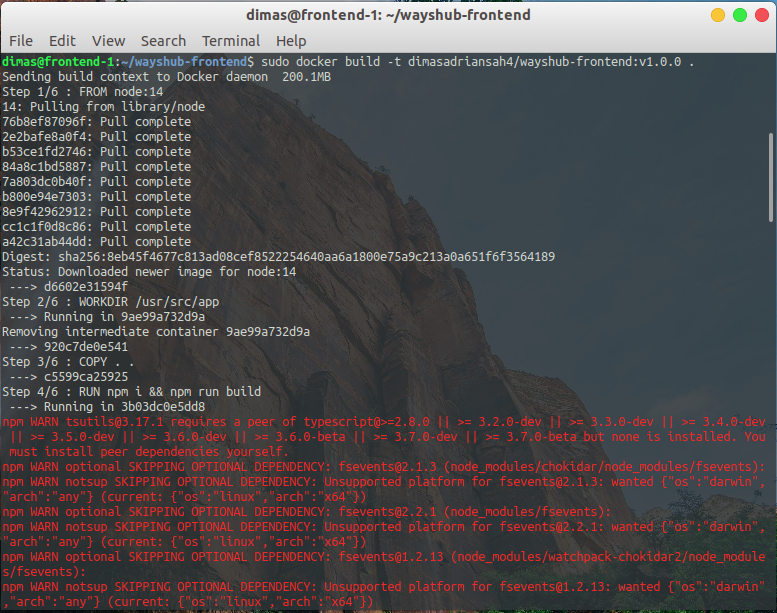 dimas@frontend-1: ~/wayshub-frontend
File Edit View Search Terminal Help
dimas@frontend-1:~/wayshub-frontend$ sudo docker build -t dimasadriansah4/wayshub-frontend:v1.0.0 .
Sending build context to Docker daemon  200.1MB
Step 1/6 : FROM node:14
14: Pulling from library/node
76b8ef87096f: Pull complete
2e2bafe8a0f4: Pull complete
b53ce1fd2746: Pull complete
84a8c1bd5887: Pull complete
7a803dc0b40f: Pull complete
b800e94e7303: Pull complete
8e9f42962912: Pull complete
cc1c1f0d8c86: Pull complete
a42c31ab44dd: Pull complete
Digest: sha256:8eb45f4677c813ad08cef8522254640aa6a1800e75a9c213a0a651f6f3564189
Status: Downloaded newer image for node:14
 ---> d6602e31594f
Step 2/6 : WORKDIR /usr/src/app
 ---> Running in 9ae99a732d9a
Removing intermediate container 9ae99a732d9a
 ---> 920c7de0e541
Step 3/6 : COPY . .
 ---> c5599ca25925
Step 4/6 : RUN npm i && npm run build
 ---> Running in 3b03dc0e5dd8
npm WARN tsutils@3.17.1 requires a peer of typescript@>=2.8.0 || >= 3.2.0-dev || >= 3.3.0-dev || >= 3.4.0-dev
 || >= 3.5.0-dev || >= 3.6.0-dev || >= 3.6.0-beta || >= 3.7.0-dev || >= 3.7.0-beta but none is installed. You
 must install peer dependencies yourself.
npm WARN optional SKIPPING OPTIONAL DEPENDENCY: fsevents@2.1.3 (node_modules/chokidar/node_modules/fsevents):
npm WARN notsup SKIPPING OPTIONAL DEPENDENCY: Unsupported platform for fsevents@2.1.3: wanted {"os":"darwin",
"arch":"any"} (current: {"os":"linux","arch":"x64"})
npm WARN optional SKIPPING OPTIONAL DEPENDENCY: fsevents@2.2.1 (node_modules/fsevents):
npm WARN notsup SKIPPING OPTIONAL DEPENDENCY: Unsupported platform for fsevents@2.2.1: wanted {"os":"darwin",
"arch":"any"} (current: {"os":"linux","arch":"x64"})
npm WARN optional SKIPPING OPTIONAL DEPENDENCY: fsevents@1.2.13 (node_modules/watchpack-chokidar2/node_module
s/fsevents):
npm WARN notsup SKIPPING OPTIONAL DEPENDENCY: Unsupported platform for fsevents@1.2.13: wanted {"os":"darwin"
,"arch":"any"} (current: {"os":"linux","arch":"x64"})